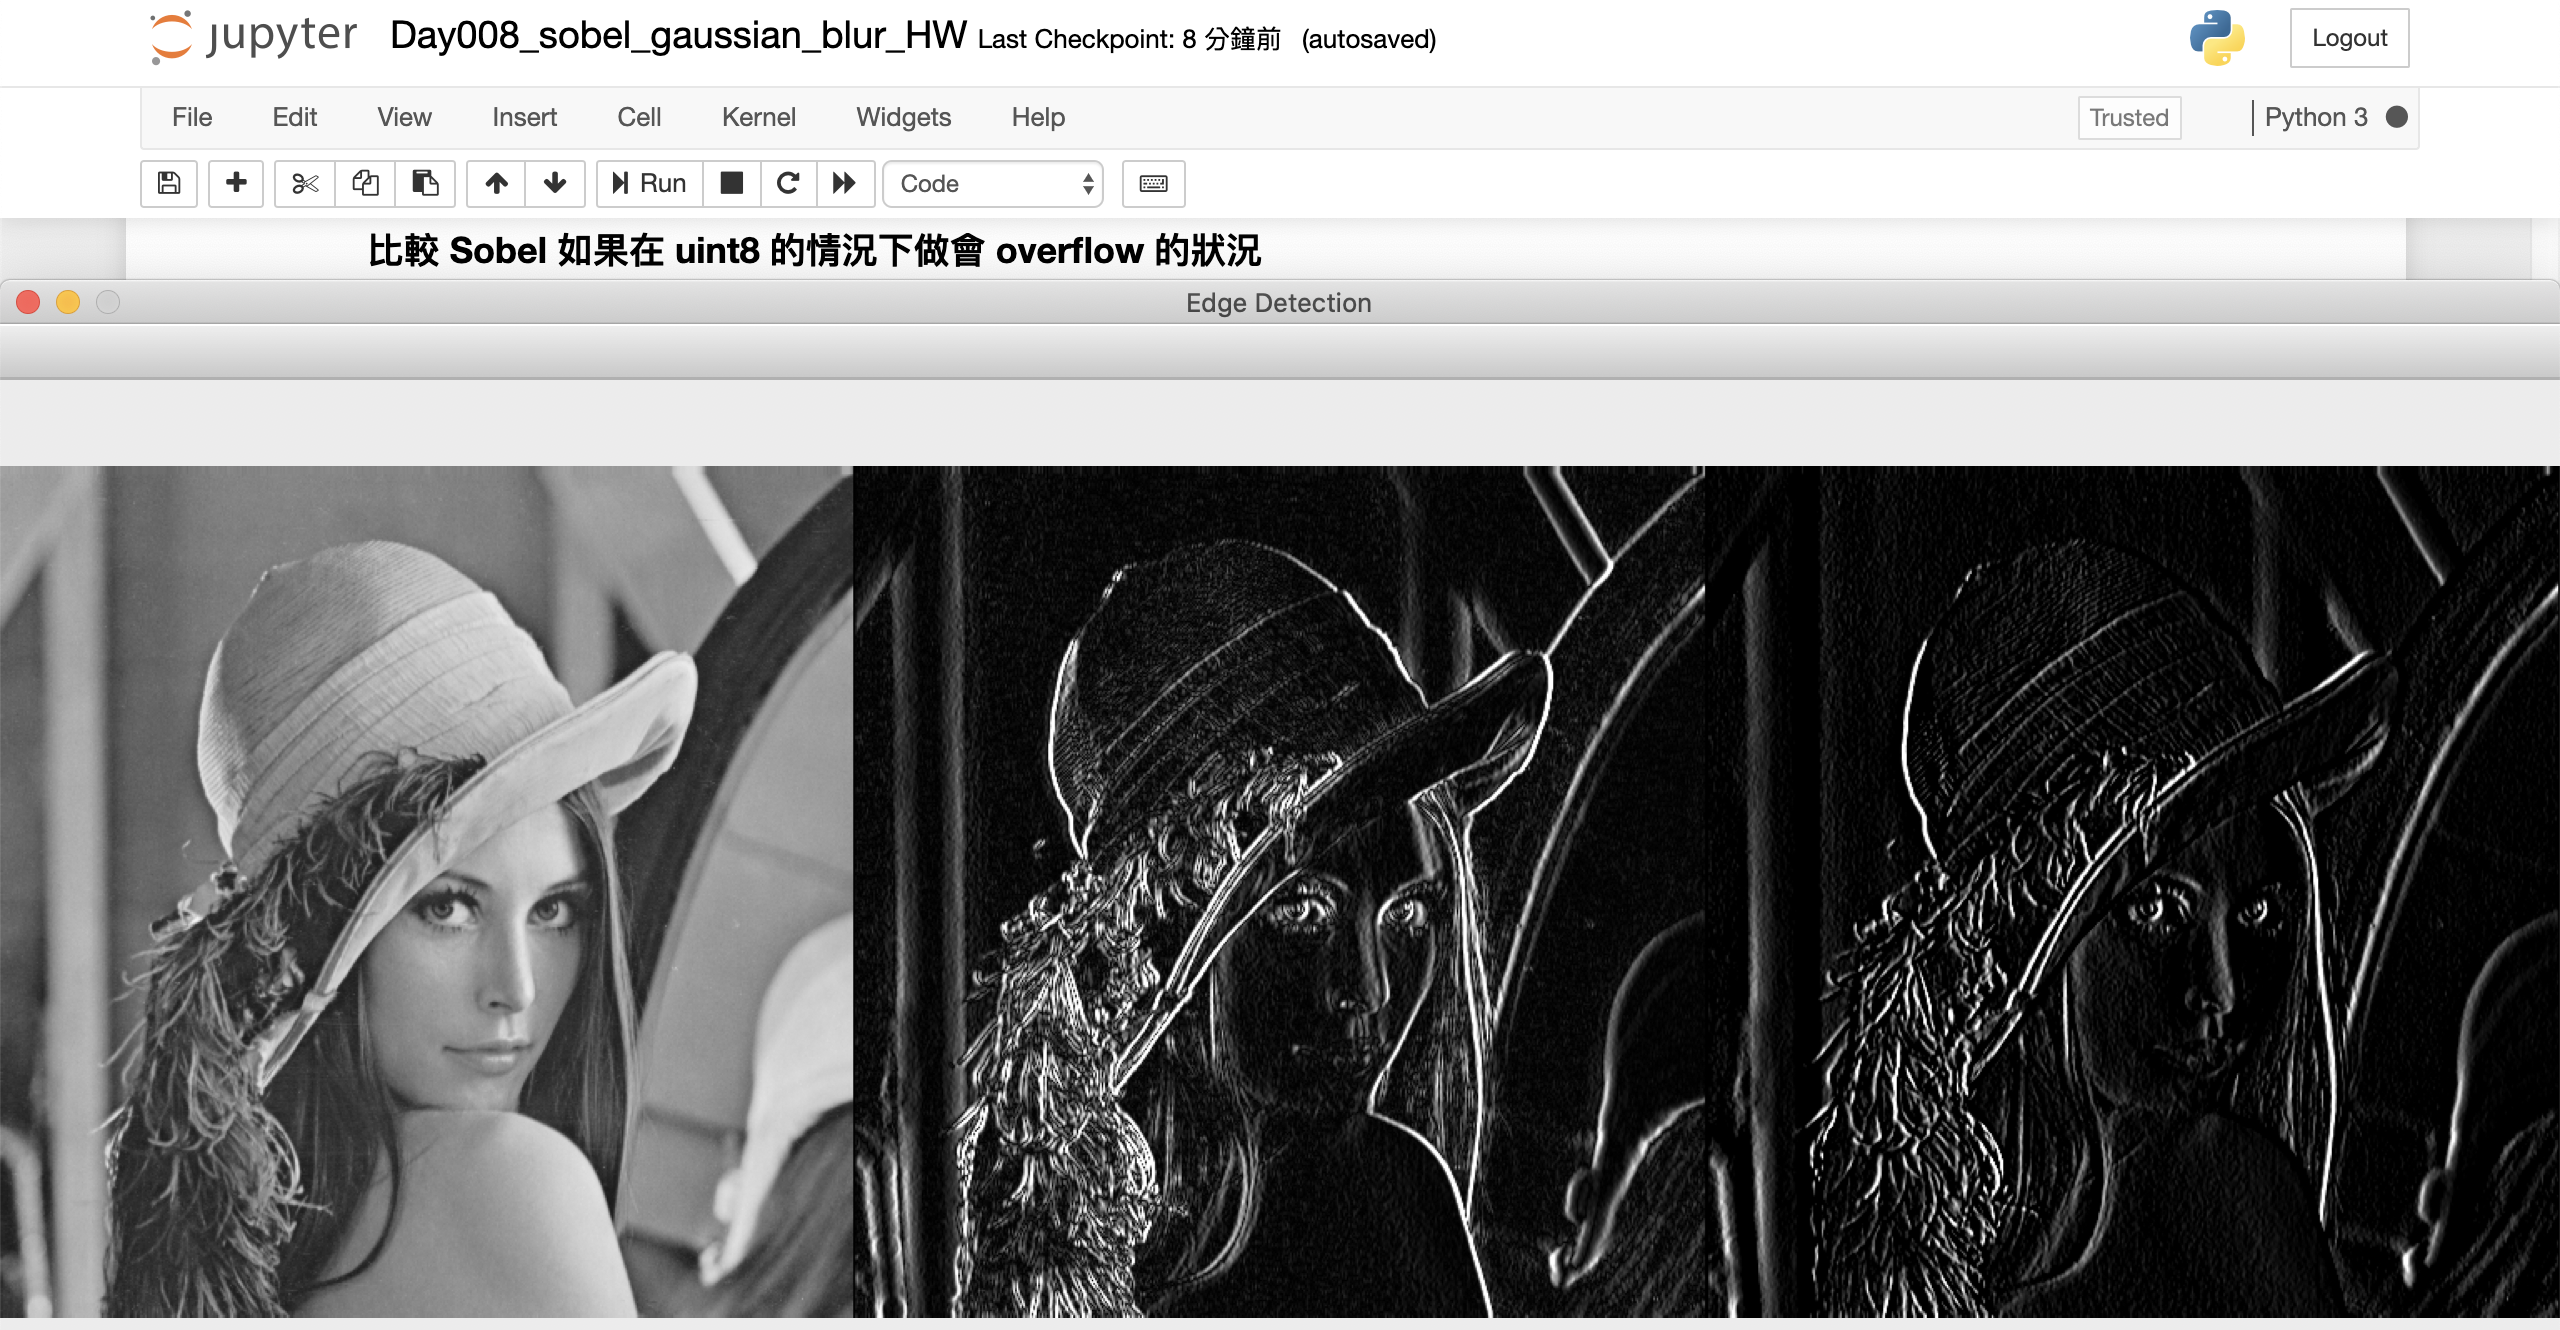 jupyter Day008_sobel_gaussian_blur_HW Last Checkpoint: 8 分鐘前 (autosaved) Logout
File Edit View Insert Cell Kernel Widgets Help Trusted Python 3
Run Code
比較 Sobel 如果在 uint8 的情況下做會 overflow 的狀況
Edge Detection